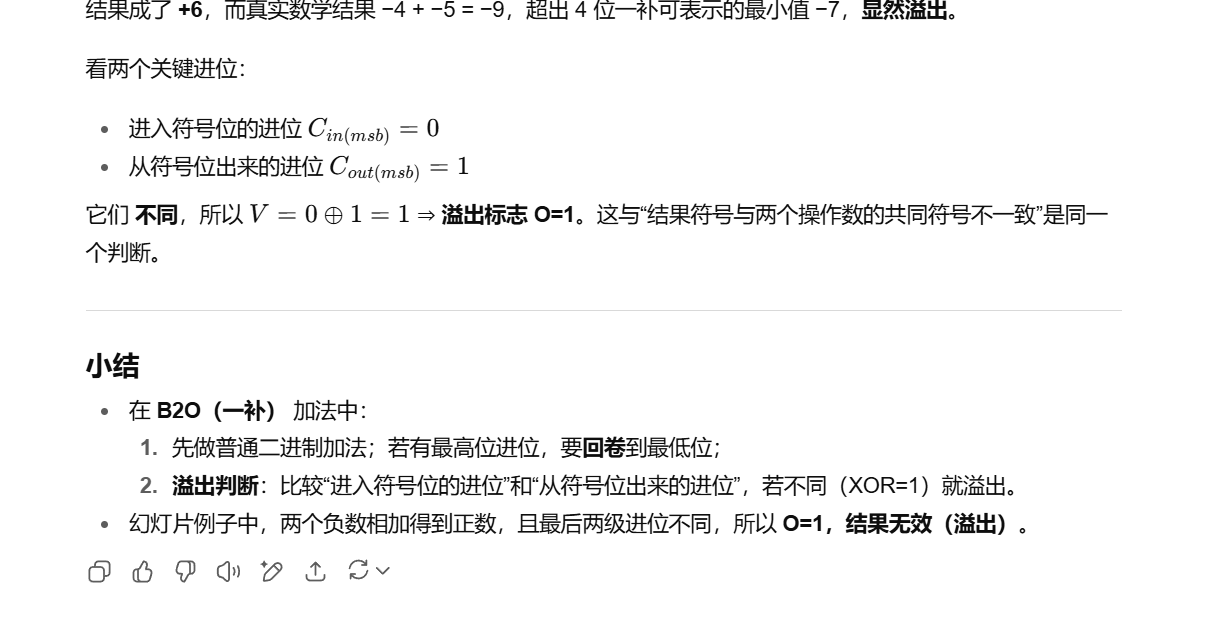 结果成了 +6，而真实数学结果 −4 + −5 = −9，超出 4 位一补可表示的最小值 −7，显然溢出。
看两个关键进位：
• 进入符号位的进位 C_{in(msb)} = 0
• 从符号位出来的进位 C_{out(msb)} = 1
它们 不同，所以 V = 0 ⊕ 1 = 1 ⇒ 溢出标志 O=1。这与“结果符号与两个操作数的共同符号不一致”是同一
个判断。
小结
• 在 B2O（一补） 加法中：
1. 先做普通二进制加法；若有最高位进位，要回卷到最低位；
2. 溢出判断：比较“进入符号位的进位”和“从符号位出来的进位”，若不同（XOR=1）就溢出。
• 幻灯片例子中，两个负数相加得到正数，且最后两级进位不同，所以 O=1，结果无效（溢出）。